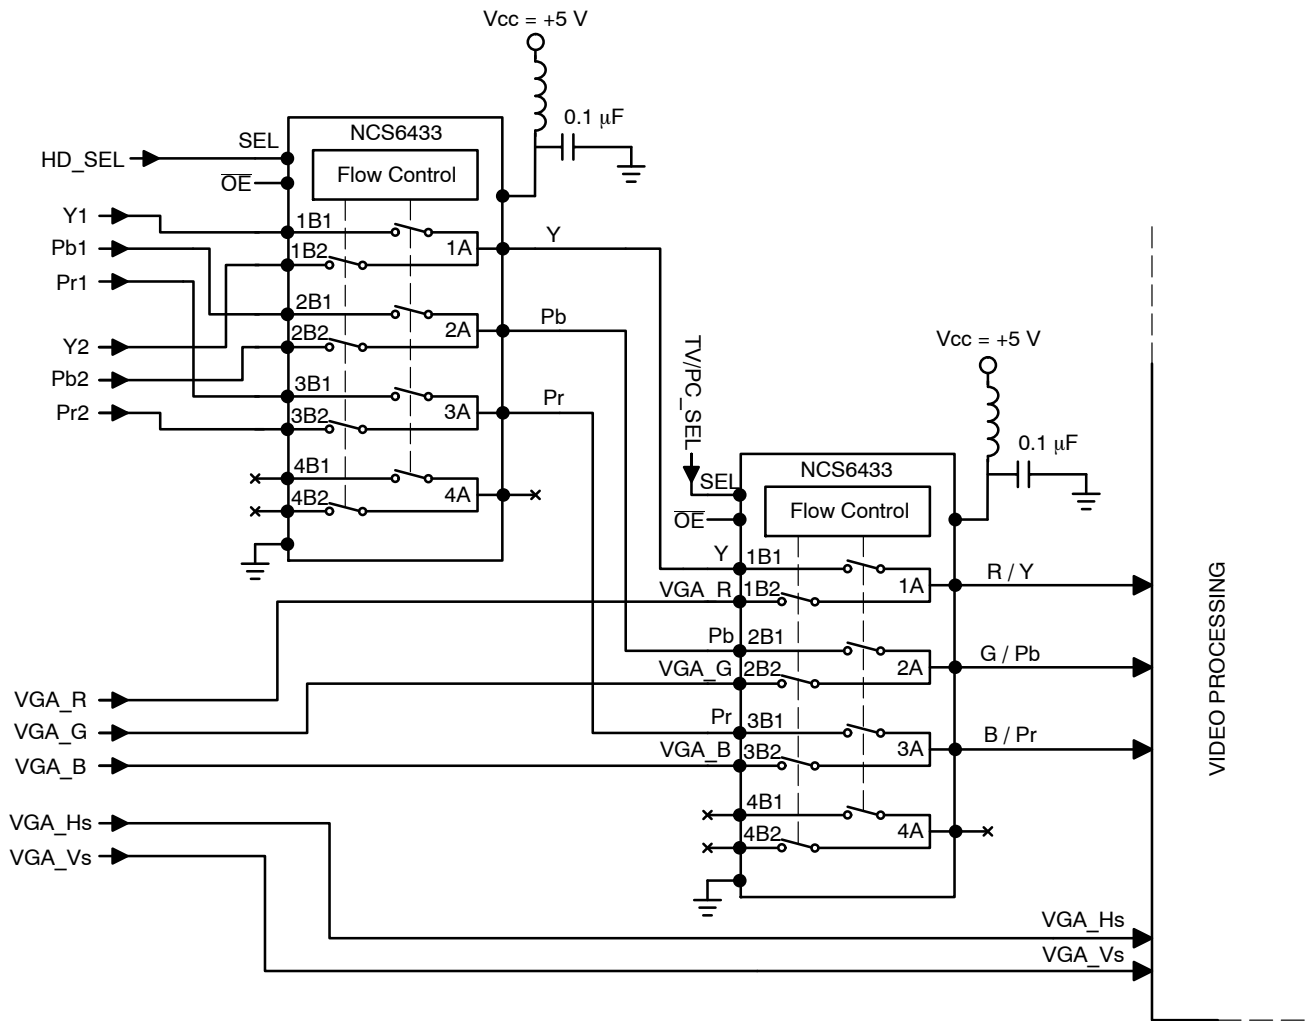 Vcc = +5 V
0.1 µF
NCS6433
SEL
HD_SEL
Flow Control
OE
Y1
1B1
Y
Pb1
1B2
1A
Pr1
2B1
Pb
2B2
2A
Y2
Pb2
3B1
Pr
3B2
3A
Pr2
4B1
4B2
4A
TV/PC_SEL
Vcc = +5 V
0.1 µF
NCS6433
SEL
Flow Control
OE
Y
1B1
R / Y
VGA_R
1B2
1A
Pb
2B1
G / Pb
VGA_G
2B2
2A
Pr
3B1
B / Pr
VGA_B
3B2
3A
4B1
4B2
4A
VGA_R
VGA_G
VGA_B
VGA_Hs
VGA_Vs
VGA_Hs
VGA_Vs
VIDEO PROCESSING